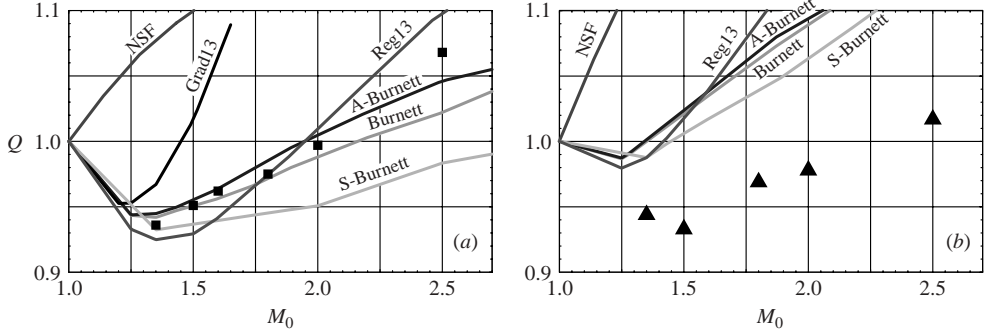 1.1
NSF
Grad13
Reg13
A-Burnett
Burnett
S-Burnett
1.0
Q
0.9
(a)
1.0
1.5
2.0
2.5
M0
1.1
NSF
Reg13
A-Burnett
Burnett
S-Burnett
1.0
0.9
(b)
1.0
1.5
2.0
2.5
M0